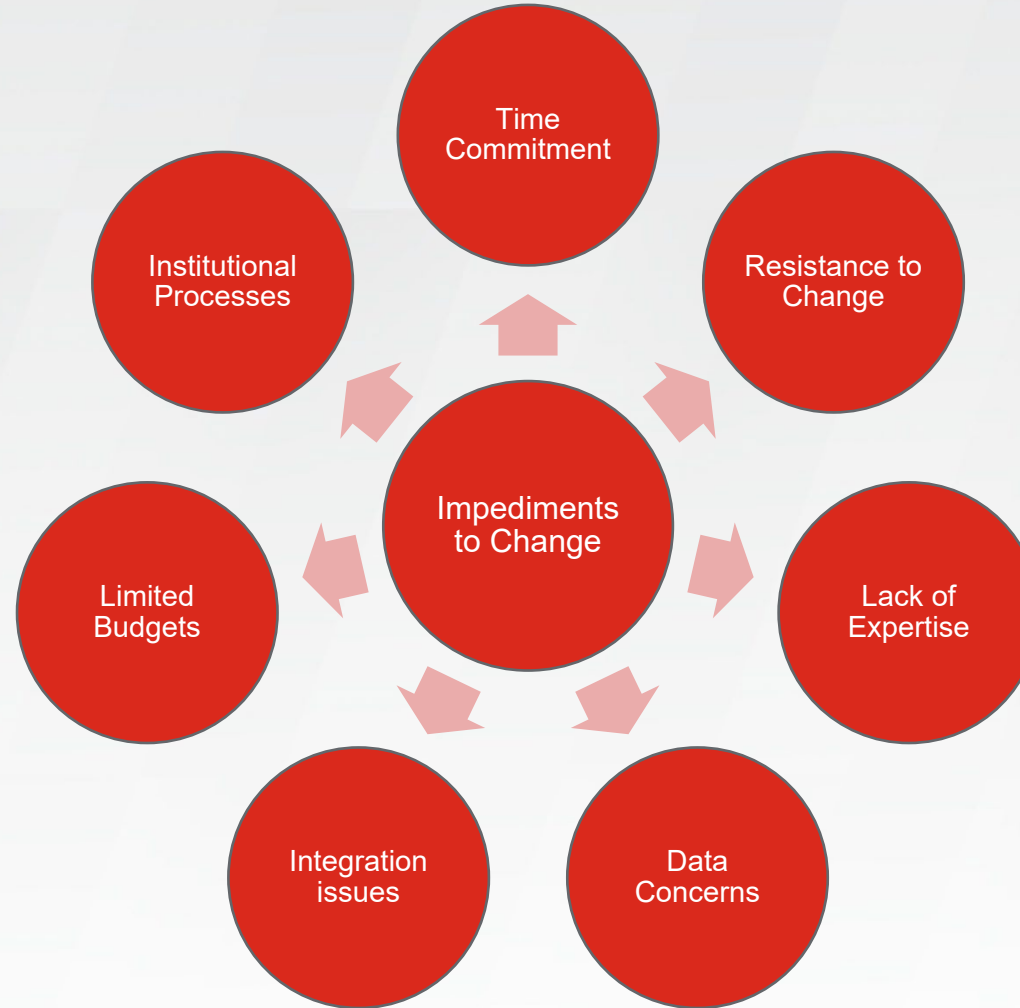 Time
Commitment
Resistance to
Change
Lack of
Expertise
Data
Concerns
Integration
issues
Limited
Budgets
Institutional
Processes
Impediments
to Change